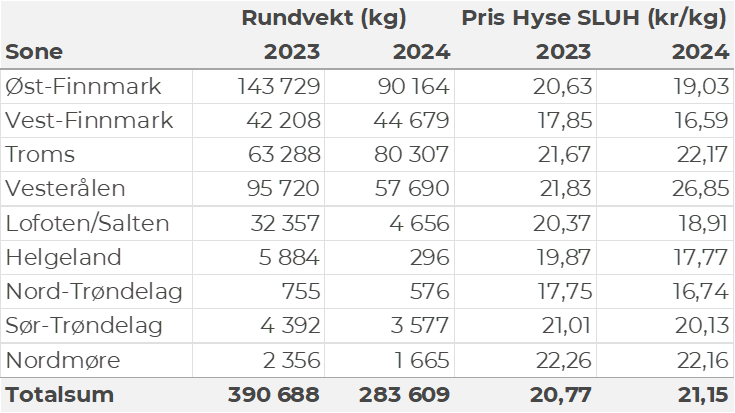 Rundvekt (kg) Pris Hyse SLUH (kr/kg)
Sone 2023 2024 2023 2024
Øst-Finnmark 143 729 90 164 20,63 19,03
Vest-Finnmark 42 208 44 679 17,85 16,59
Troms 63 288 80 307 21,67 22,17
Vesterålen 95 720 57 690 21,83 26,85
Lofoten/Salten 32 357 4 656 20,37 18,91
Helgeland 5 884 296 19,87 17,77
Nord-Trøndelag 755 576 17,75 16,74
Sør-Trøndelag 4 392 3 577 21,01 20,13
Nordmøre 2 356 1 665 22,26 22,16
Totalsum 390 688 283 609 20,77 21,15